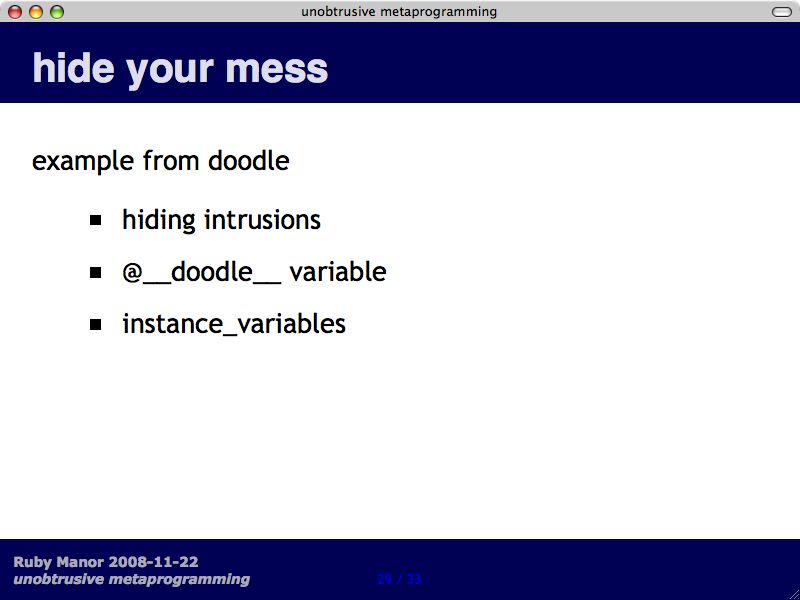 unobtrusive metaprogramming
hide your mess
example from doodle
hiding intrusions
@__doodle__ variable
instance_variables
Ruby Manor 2008-11-22
unobtrusive metaprogramming
29 / 33